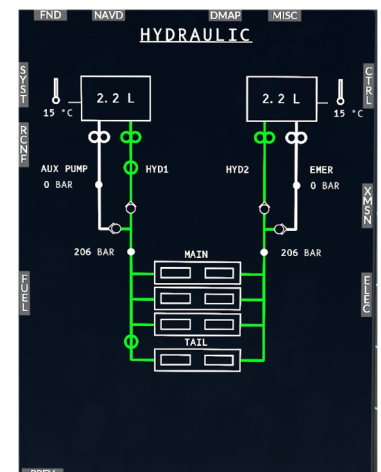 FND NAVD DMAP MISC
HYDRAULIC
SYST
CTRL
2.2 L
2.2 L
15 °C
15 °C
RCNF
AUX PUMP
HYD1
HYD2
EMER
0 BAR
0 BAR
XMSN
206 BAR
MAIN
206 BAR
FUEL
ELEC
TAIL